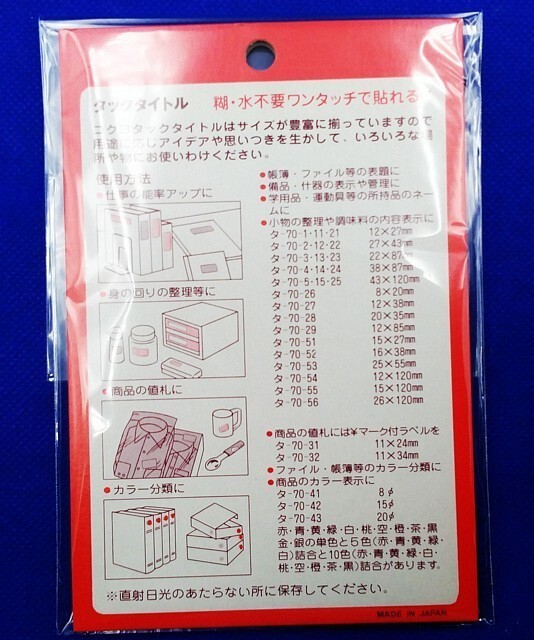 タックタイトル 糊・水不要ワンタッチで貼れる
コクヨタックタイトルはサイズが豊富に揃っていますので
用途に応じアイデアや思いつきを生かして、いろいろな場
所や物にお使いわけください。
使用方法
●仕事の能率アップに
●身の回りの整理等に
●商品の値札に
●カラー分類に
●帳簿・ファイル等の表題に
●備品・什器の表示や管理に
●学用品・運動具等の所持品のネー
ムに
●小物の整理や調味料の内容表示に
タ-70-1・11・21 12×27mm
タ-70-2・12・22 27×43mm
タ-70-3・13・23 22×87mm
タ-70-4・14・24 38×87mm
タ-70-5・15・25 43×120mm
タ-70-26 8×20mm
タ-70-27 12×38mm
タ-70-28 20×35mm
タ-70-29 12×85mm
タ-70-51 15×27mm
タ-70-52 16×38mm
タ-70-53 25×55mm
タ-70-54 12×120mm
タ-70-55 15×120mm
タ-70-56 26×120mm
●商品の値札には¥マーク付ラベルを
タ-70-31 11×24mm
タ-70-32 11×34mm
●ファイル・帳簿等のカラー分類に
●商品のカラー表示に
タ-70-41 8φ
タ-70-42 15φ
タ-70-43 20φ
赤・青・黄・緑・白・桃・空・橙・茶・黒
金・銀の単色と5色(赤・青・黄・緑・
白)詰合と10色(赤・青・黄・緑・白・
桃・空・橙・茶・黒)詰合があります。
※直射日光のあたらない所に保存してください。
MADE IN JAPAN